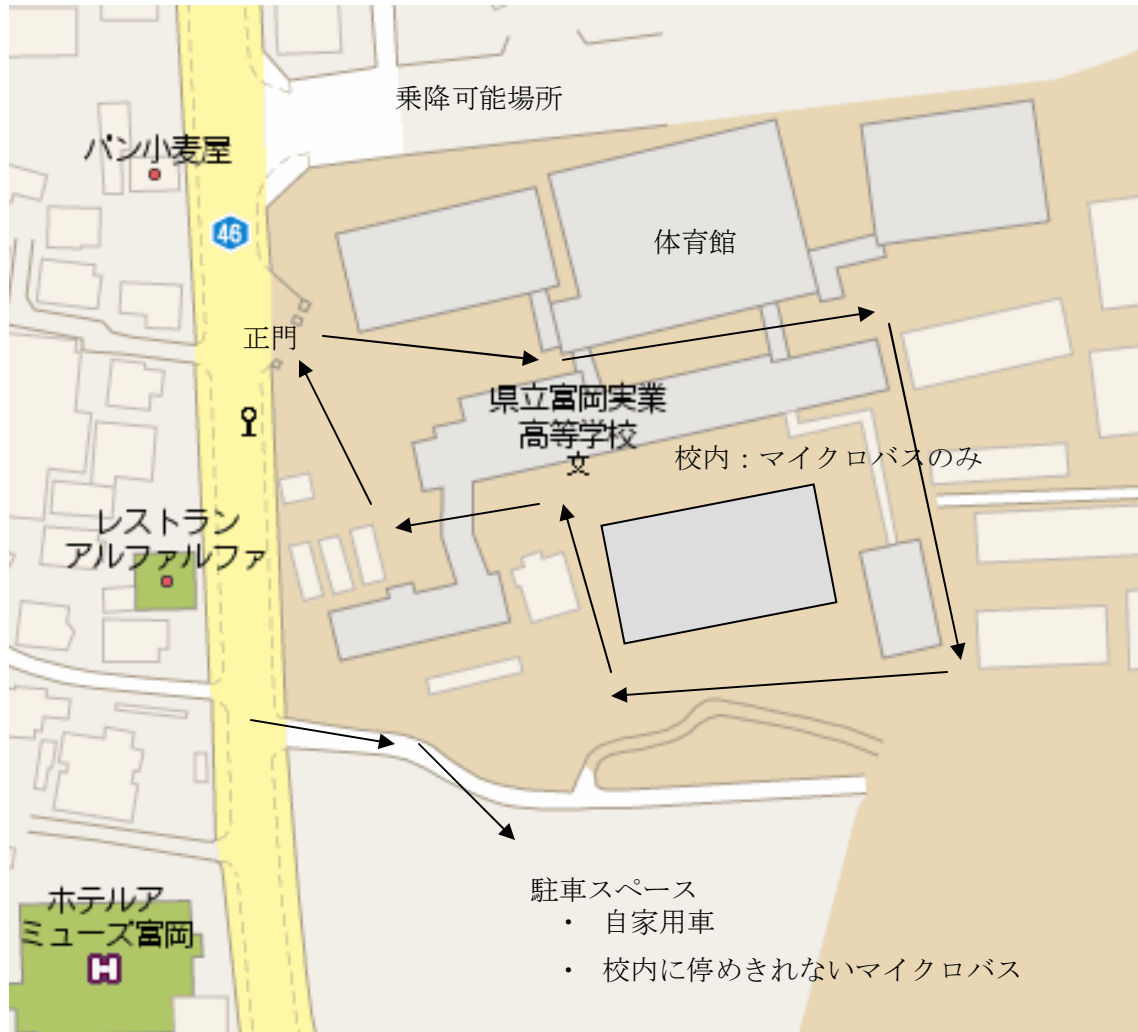 乗降可能場所
パン小麦屋
46
体育館
正門
県立富岡実業
高等学校
文
校内：マイクロバスのみ
レストラン
アルファルファ
駐車スペース
・ 自家用車
・ 校内に停めきれないマイクロバス
ホテルア
ミューズ富岡
H